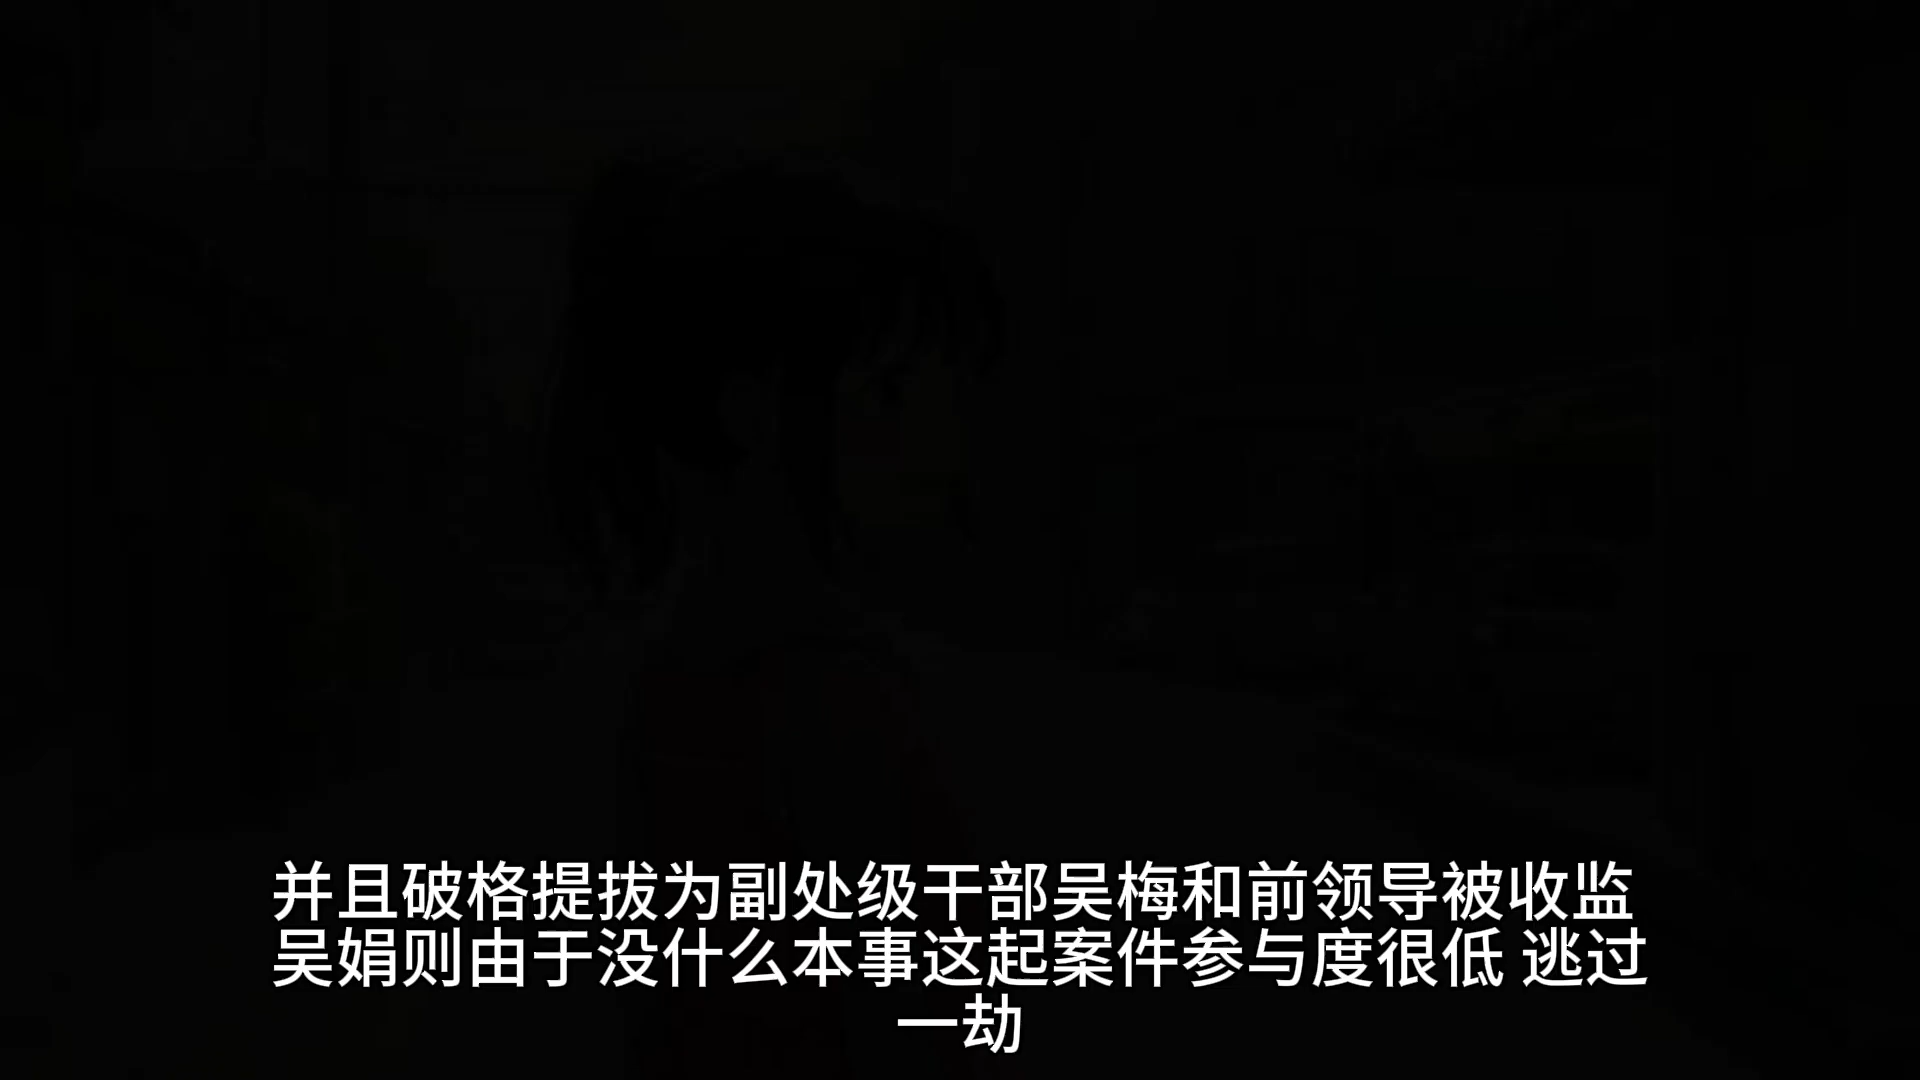 并且破格提拔为副处级干部吴梅和前领导被收监
吴娟则由于没什么本事这起案件参与度很低 逃过
一劫